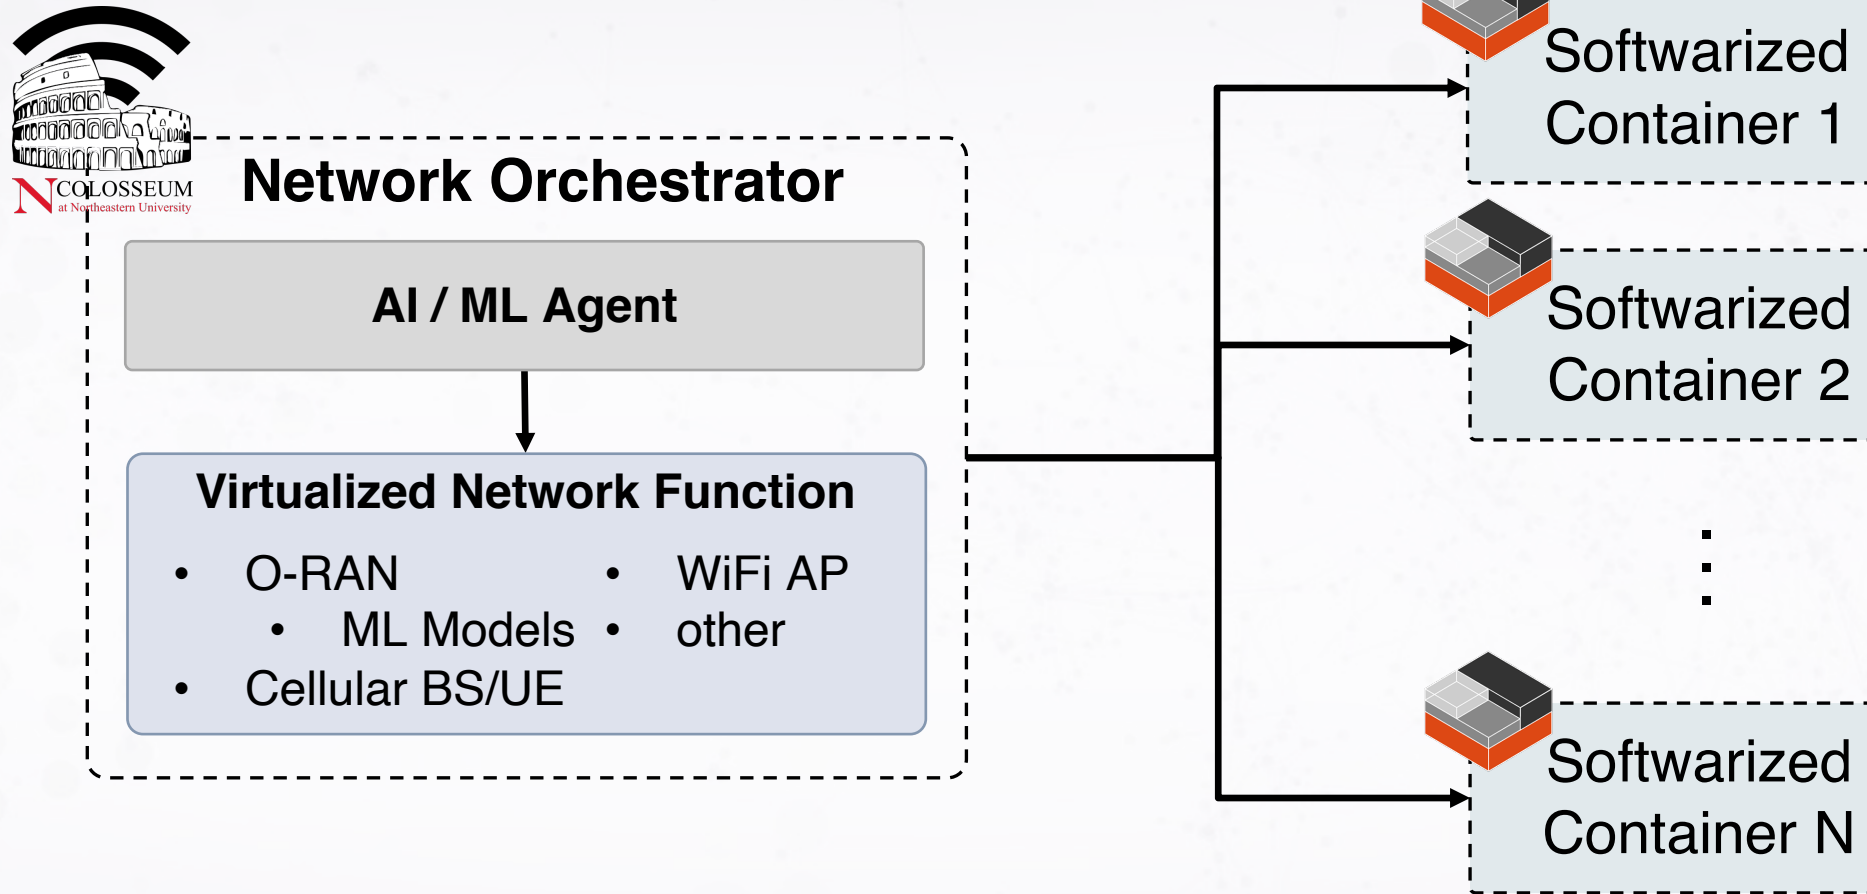 COLOSSEUM
at Northeastern University
Network Orchestrator
AI / ML Agent
Virtualized Network Function
• O-RAN
• ML Models
• Cellular BS/UE
• WiFi AP
• other
Softwarized
Container 1
Softwarized
Container 2
Softwarized
Container N